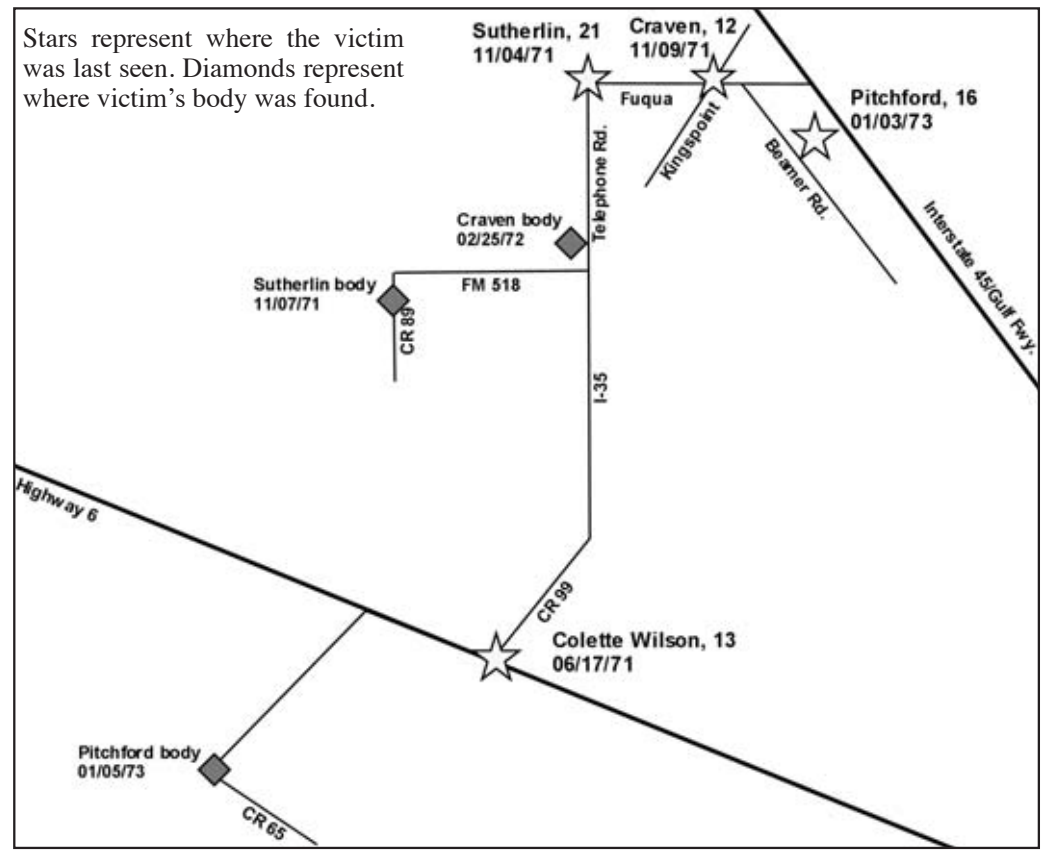 Stars represent where the victim
was last seen. Diamonds represent
where victim's body was found.
Sutherlin, 21
11/04/71
Craven, 12
11/09/71
Pitchford, 16
01/03/73
Fuqua
Kingspoint
Beamer Rd.
Telephone Rd.
Interstate 45/Gulf Fwy.
Craven body
02/25/72
Sutherlin body
11/07/71
FM 518
CR 89
I-35
Highway 6
CR 99
Colette Wilson, 13
06/17/71
Pitchford body
01/05/73
CR 65